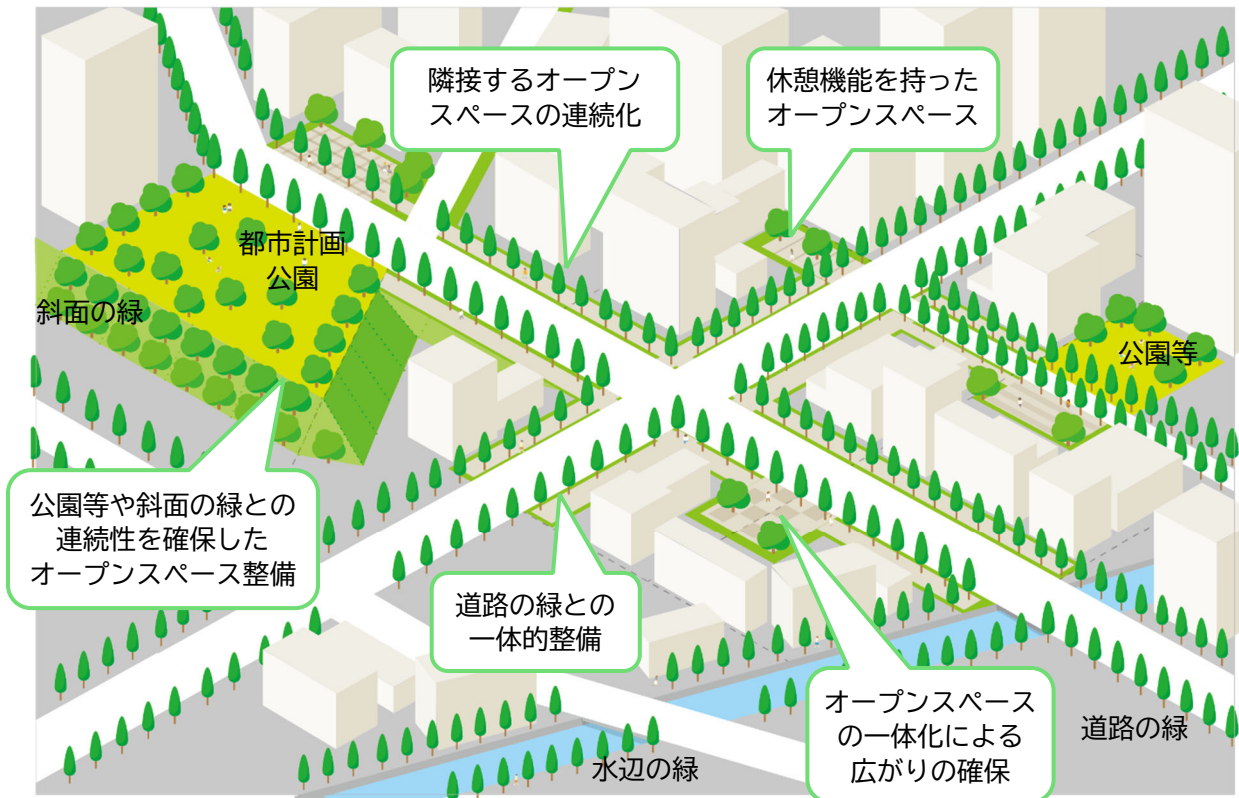 隣接するオープン
スペースの連続化
休憩機能を持った
オープンスペース
都市計画
公園
斜面の緑
公園等
公園等や斜面の緑との
連続性を確保した
オープンスペース整備
道路の緑との
一体的整備
オープンスペース
の一体化による
広がりの確保
道路の緑
水辺の緑